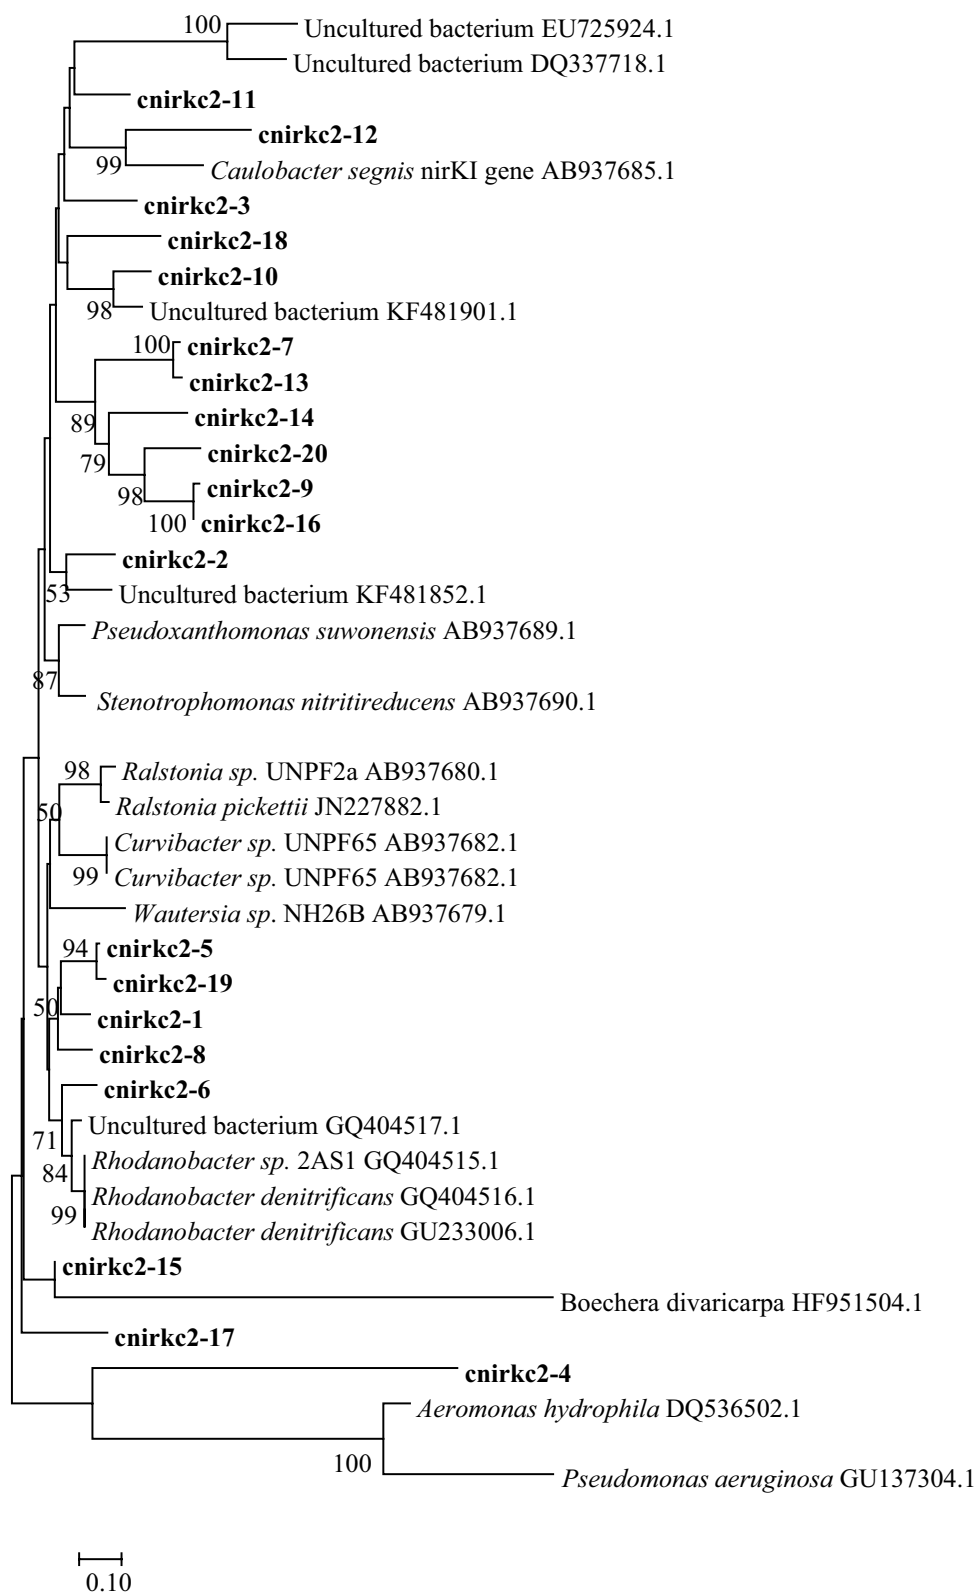 100
Uncultured bacterium EU725924.1
Uncultured bacterium DQ337718.1
cnirkc2-11
cnirkc2-12
99
Caulobacter segnis nirKI gene AB937685.1
cnirkc2-3
cnirkc2-18
cnirkc2-10
98
Uncultured bacterium KF481901.1
100
cnirkc2-7
cnirkc2-13
89
cnirkc2-14
79
cnirkc2-20
98
cnirkc2-9
100
cnirkc2-16
cnirkc2-2
53
Uncultured bacterium KF481852.1
Pseudoxanthomonas suwonensis AB937689.1
87
Stenotrophomonas nitritireducens AB937690.1
98
Ralstonia sp. UNPF2a AB937680.1
50
Ralstonia pickettii JN227882.1
Curvibacter sp. UNPF65 AB937682.1
99
Curvibacter sp. UNPF65 AB937682.1
Wautersia sp. NH26B AB937679.1
94
cnirkc2-5
cnirkc2-19
50
cnirkc2-1
cnirkc2-8
cnirkc2-6
Uncultured bacterium GQ404517.1
71
Rhodanobacter sp. 2AS1 GQ404515.1
84
Rhodanobacter denitrificans GQ404516.1
99
Rhodanobacter denitrificans GU233006.1
cnirkc2-15
Boechera divaricarpa HF951504.1
cnirkc2-17
cnirkc2-4
Aeromonas hydrophila DQ536502.1
100
Pseudomonas aeruginosa GU137304.1
0.10